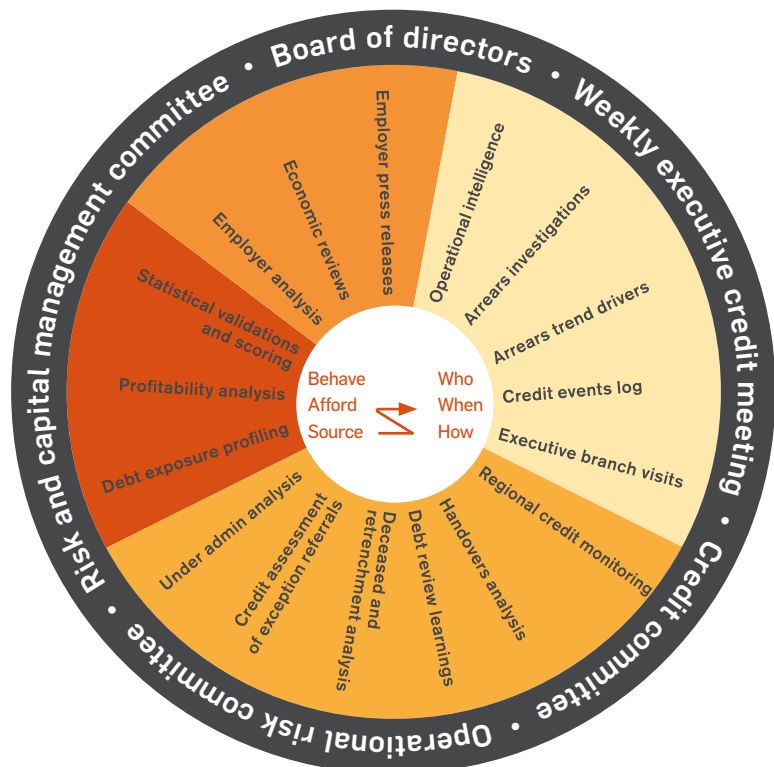 Board of directors • Weekly executive credit meeting • Credit committee • Operational risk committee • Risk and capital management committee •
Employer press releases
Operational intelligence
Arrears investigations
Arrears trend drivers
Credit events log
Executive branch visits
Regional credit monitoring
Handovers analysis
Debt review learnings
Deceased and
retrenchment analysis
Credit assessment
of exception referrals
Under admin analysis
Debt exposure profiling
Profitability analysis
Statistical validations
and scoring
Employer analysis
Economic reviews
Behave
Afford
Source
Who
When
How